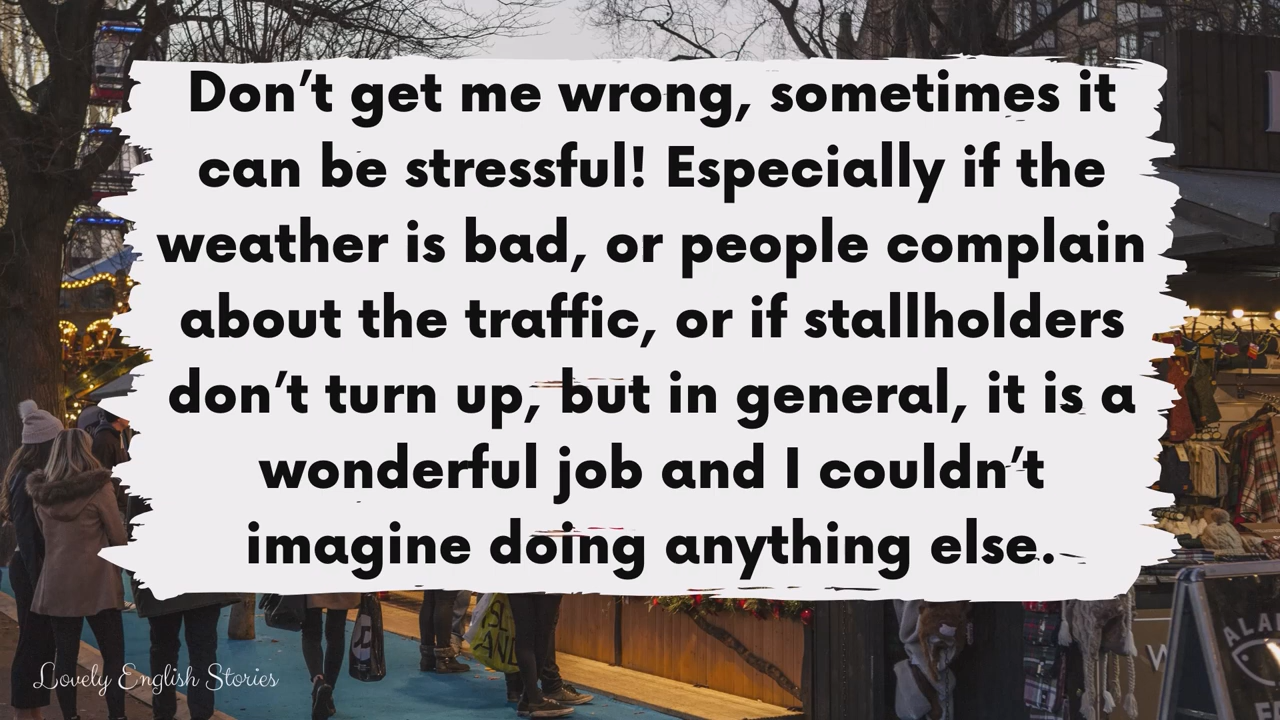 Don’t get me wrong, sometimes it
can be stressful! Especially if the
weather is bad, or people complain
about the traffic, or if stallholders
don’t turn up, but in general, it is a
wonderful job and I couldn’t
imagine doing anything else.
Lovely English Stories